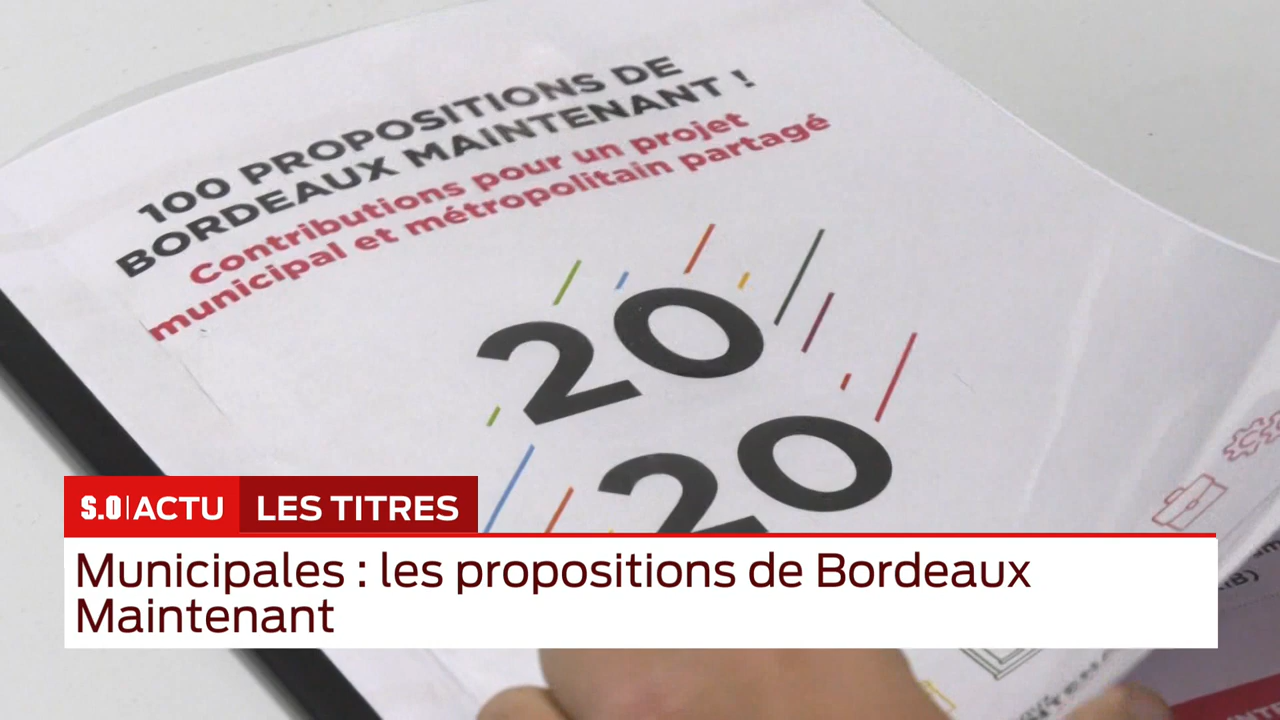 100 PROPOSITIONS DE
BORDEAUX MAINTENANT !
Contributions pour un projet
municipal et métropolitain partagé
20
20
S.O ACTU LES TITRES
Municipales : les propositions de Bordeaux
Maintenant